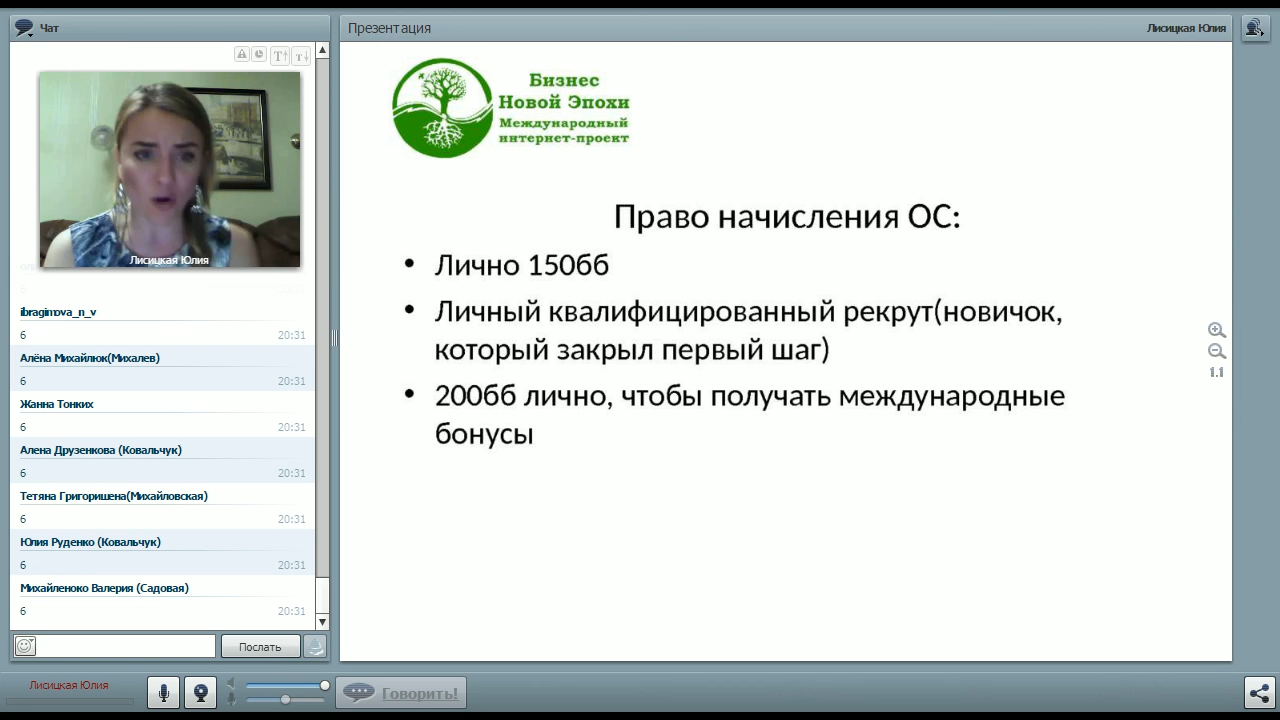 Чат
Лисицкая Юлия
ibragimova_n_v
6 20:31
Алёна Михайлюк(Михалев)
6 20:31
Жанна Тонких
6 20:31
Алена Друзенкова (Ковальчук)
6 20:31
Тетяна Григоришена(Михайловская)
6 20:31
Юлия Руденко (Ковальчук)
6 20:31
Михайленоко Валерия (Садовая)
6 20:31
Послать
Презентация
Лисицкая Юлия
Бизнес
Новой Эпохи
Международный
интернет-проект
Право начисления ОС:
• Лично 150бб
• Личный квалифицированный рекрут(новичок,
который закрыл первый шаг)
• 200бб лично, чтобы получать международные
бонусы
1.1
Лисицкая Юлия
Говорить!